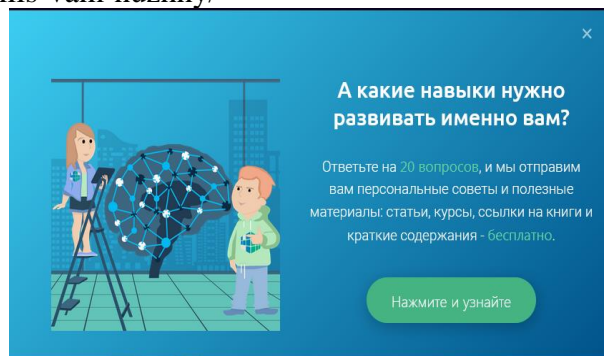 А какие навыки нужно
развивать именно вам?
Ответьте на 20 вопросов, и мы отправим
вам персональные советы и полезные
материалы: статьи, курсы, ссылки на книги и
краткие содержания - бесплатно.
Нажмите и узнайте